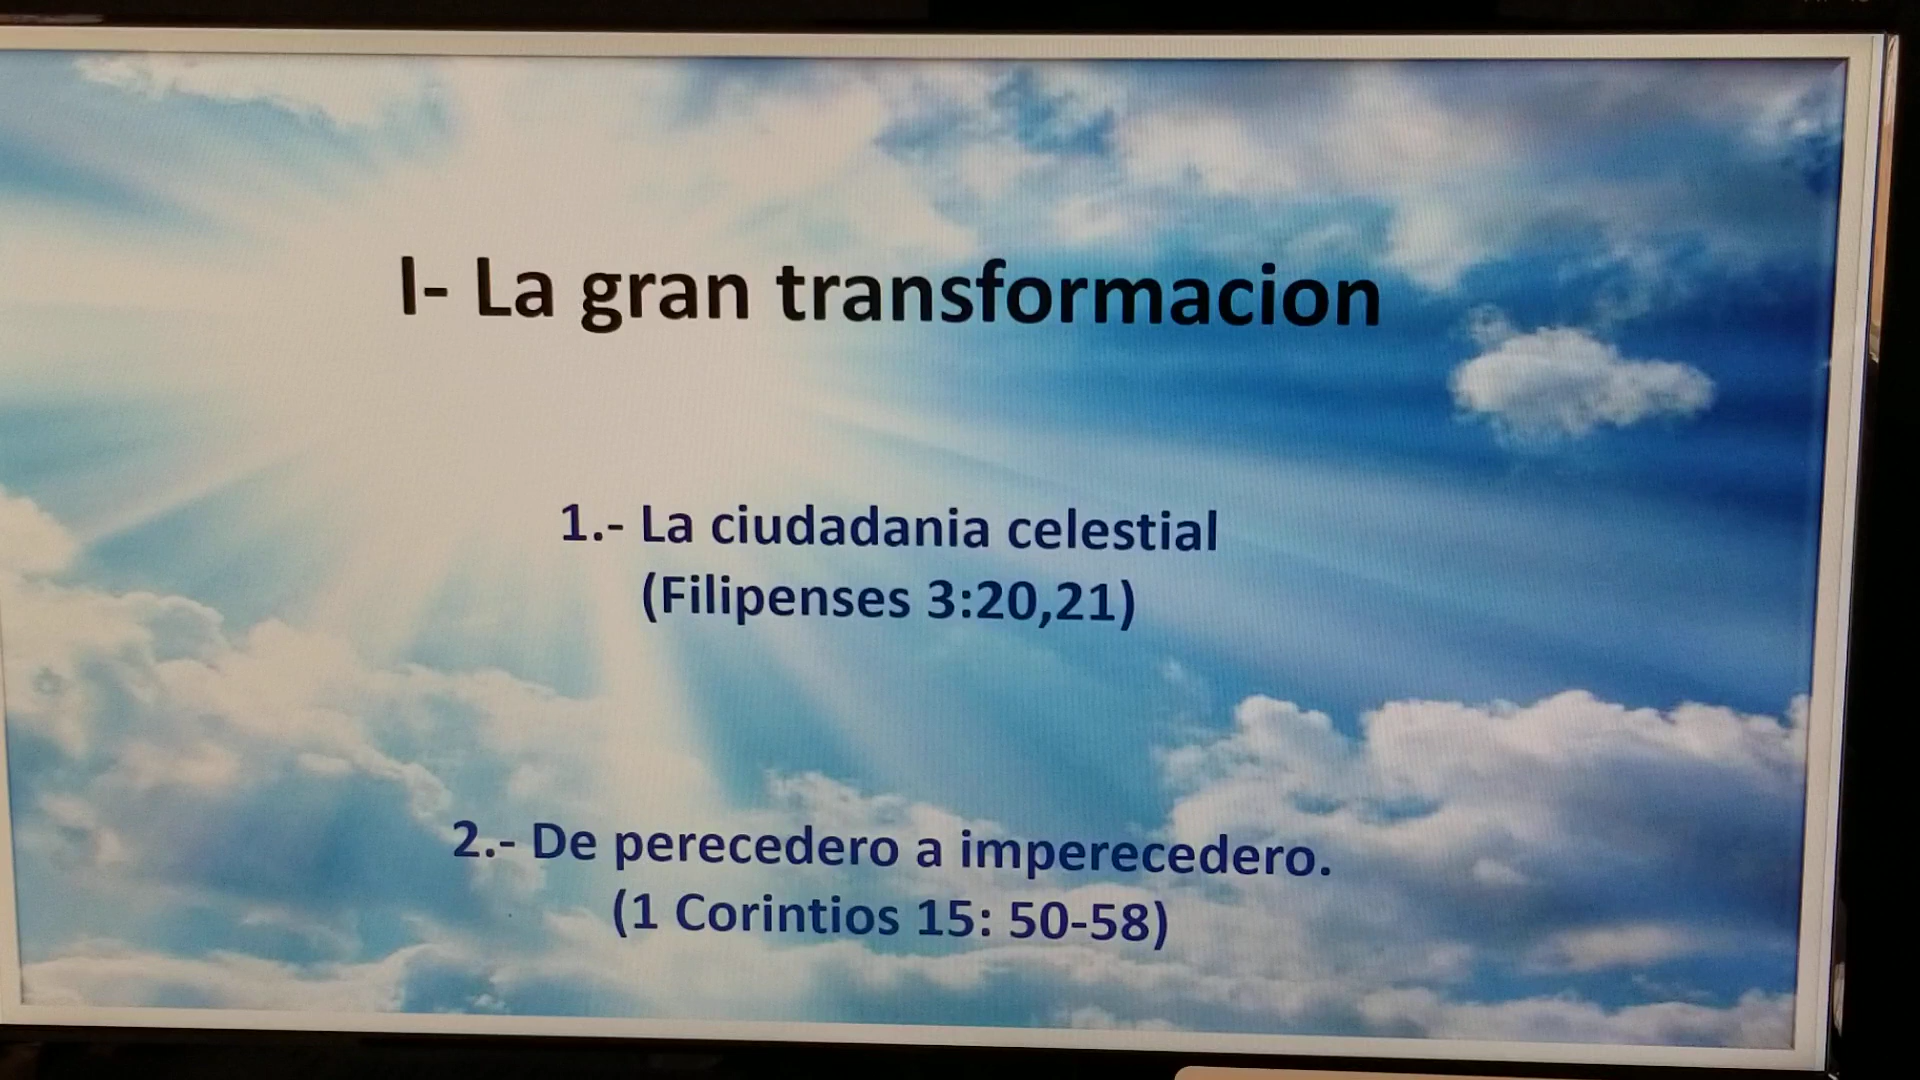 I- La gran transformacion
1.- La ciudadania celestial
(Filipenses 3:20,21)
2.- De perecedero a imperecedero.
(1 Corintios 15: 50-58)